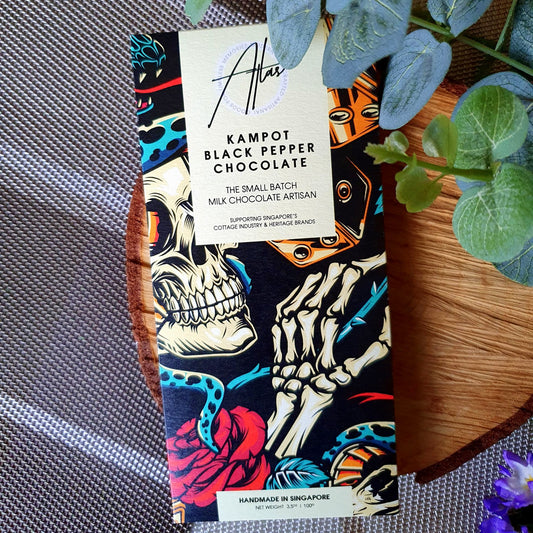 Atlas
KAMPOT
BLACK PEPPER
CHOCOLATE
THE SMALL BATCH
MILK CHOCOLATE ARTISAN
SUPPORTING SINGAPORE'S
COTTAGE INDUSTRY & HERITAGE BRANDS
HANDMADE IN SINGAPORE
NET WEIGHT 3.5oz | 100g